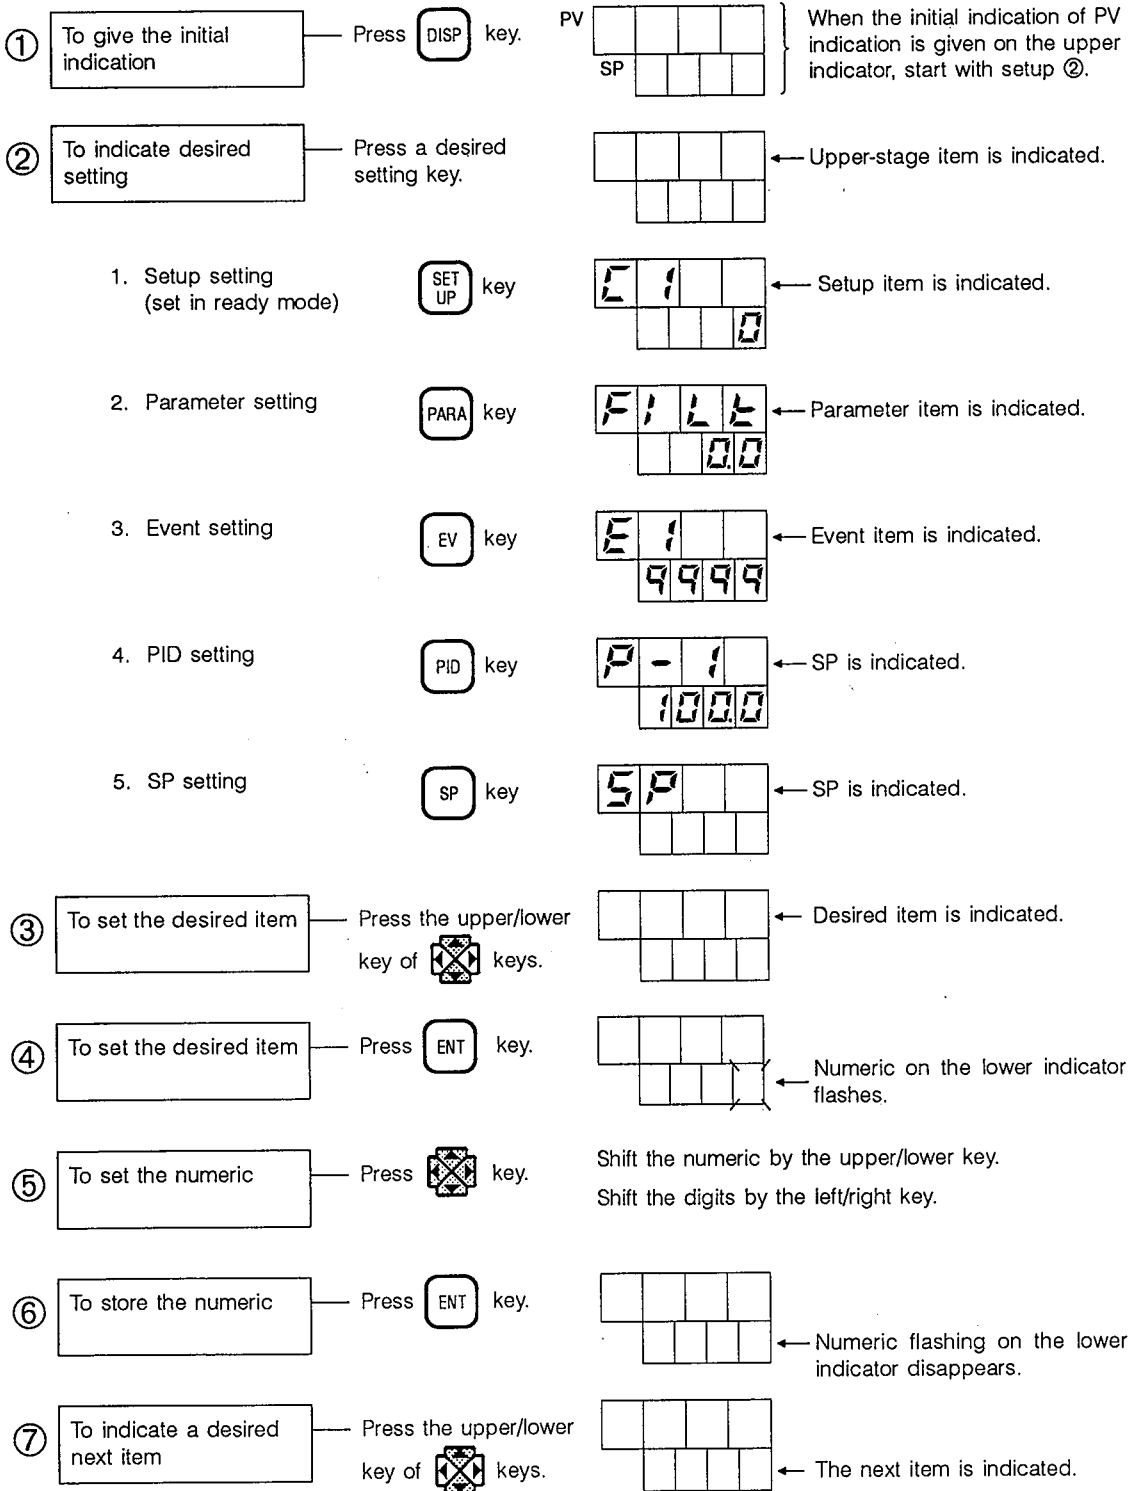 ① To give the initial indication Press DISP key. PV SP When the initial indication of PV
indication is given on the upper
indicator, start with setup ②.
② To indicate desired setting Press a desired setting key. Upper-stage item is indicated.
1. Setup setting
(set in ready mode)
SET UP key
C 1
0
Setup item is indicated.
2. Parameter setting
PARA key
F I L t
0.0
Parameter item is indicated.
3. Event setting
EV key
E 1
9999
Event item is indicated.
4. PID setting
PID key
P - 1
100.0
SP is indicated.
5. SP setting
SP key
SP
SP is indicated.
③ To set the desired item
Press the upper/lower
key of keys.
Desired item is indicated.
④ To set the desired item
Press ENT key.
Numeric on the lower indicator
flashes.
⑤ To set the numeric
Press key.
Shift the numeric by the upper/lower key.
Shift the digits by the left/right key.
⑥ To store the numeric
Press ENT key.
Numeric flashing on the lower
indicator disappears.
⑦ To indicate a desired
next item
Press the upper/lower
key of keys.
The next item is indicated.